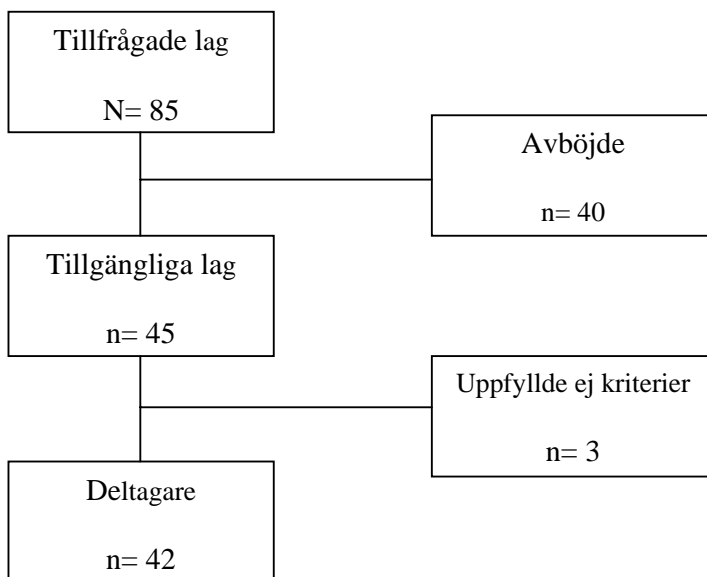 Tillfrågade lag
N= 85
Avböjde
n= 40
Tillgängliga lag
n= 45
Uppfyllde ej kriterier
n= 3
Deltagare
n= 42